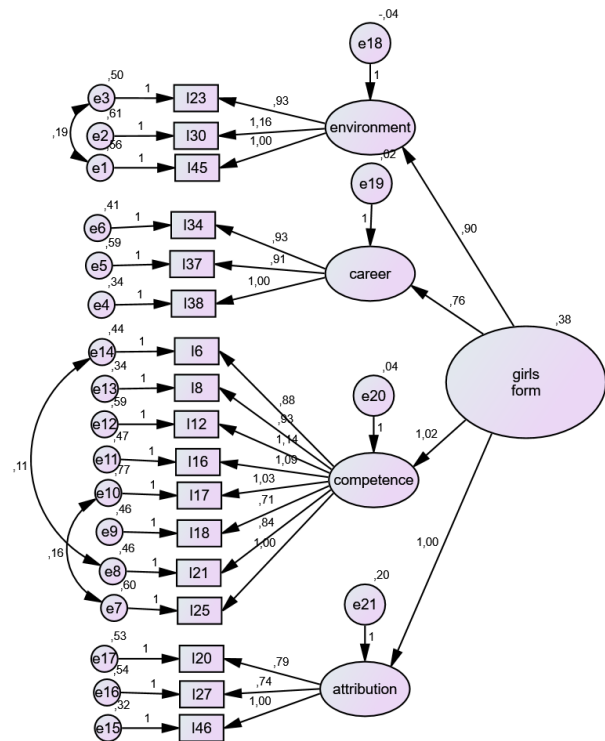 -,04
e18
1
,50
e3
1
I23
,93
,61
e2
1
I30
1,16
environment
,19
,56
e1
1
I45
1,00
,02
e19
1
,90
,41
e6
1
I34
,93
,59
e5
1
I37
,91
career
,34
e4
1
I38
1,00
,76
,38
girls
form
,44
e14
1
I6
,88
,34
e13
1
I8
,93
,04
e20
1
,59
e12
1
I12
1,14
1,02
,47
e11
1
I16
1,09
,11
,77
e10
1
I17
1,03
competence
,46
e9
1
I18
,71
,16
,46
e8
1
I21
,84
,60
e7
1
I25
1,00
1,00
,20
e21
1
,53
e17
1
I20
,79
,54
e16
1
I27
,74
attribution
,32
e15
1
I46
1,00